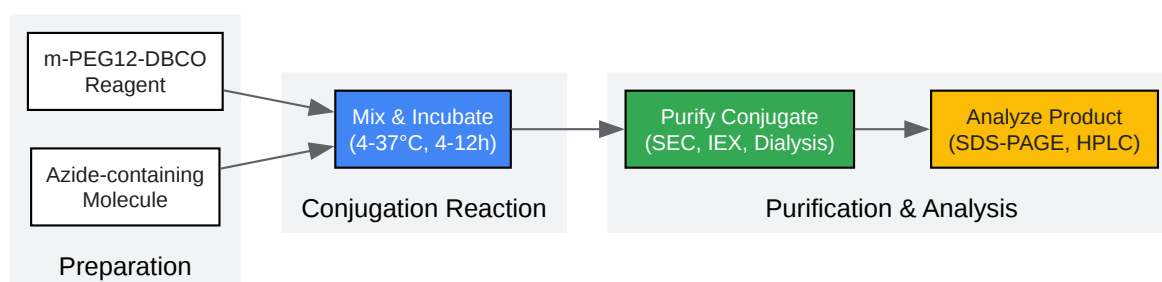 m-PEG12-DBCO
Reagent
Azide-containing
Molecule
Preparation
Mix & Incubate
(4-37°C, 4-12h)
Conjugation Reaction
Purify Conjugate
(SEC, IEX, Dialysis)
Analyze Product
(SDS-PAGE, HPLC)
Purification & Analysis